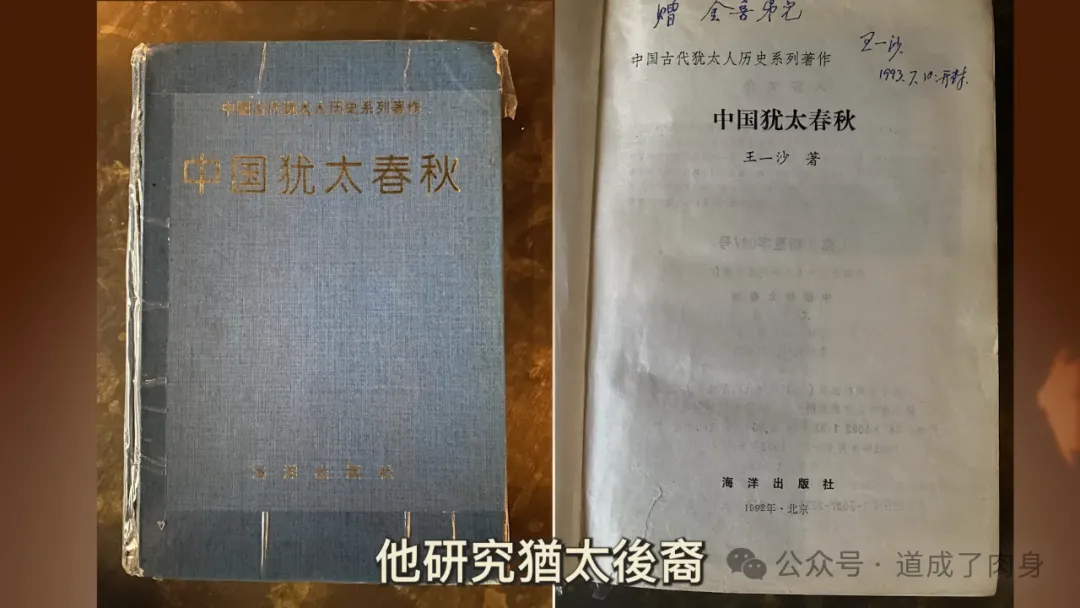 中国古代犹太人历史系列著作
中国犹太春秋
海洋出版社
赠 金喜弟兄
王一沙
1993.7.10.开封
中国古代犹太人历史系列著作
中国犹太春秋
王一沙 著
海洋出版社
1992年·北京
他研究猶太後裔
公众号·道成了肉身